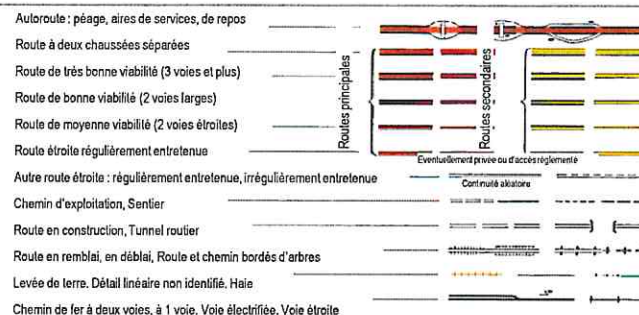 Autoroute : péage, aires de services, de repos
Route à deux chaussées séparées
Route de très bonne viabilité (3 voies et plus)
Route de bonne viabilité (2 voies larges)
Route de moyenne viabilité (2 voies étroites)
Route étroite régulièrement entretenue
Routes principales
Routes secondaires
Eventuellement privée ou d'accès réglementé
Autre route étroite : régulièrement entretenue, irrégulièrement entretenue
Continuité aléatoire
Chemin d'exploitation, Sentier
Route en construction, Tunnel routier
Route en remblai, en déblai, Route et chemin bordés d'arbres
Levée de terre. Détail linéaire non identifié. Haie
Chemin de fer à deux voies, à 1 voie. Voie électrifiée. Voie étroite